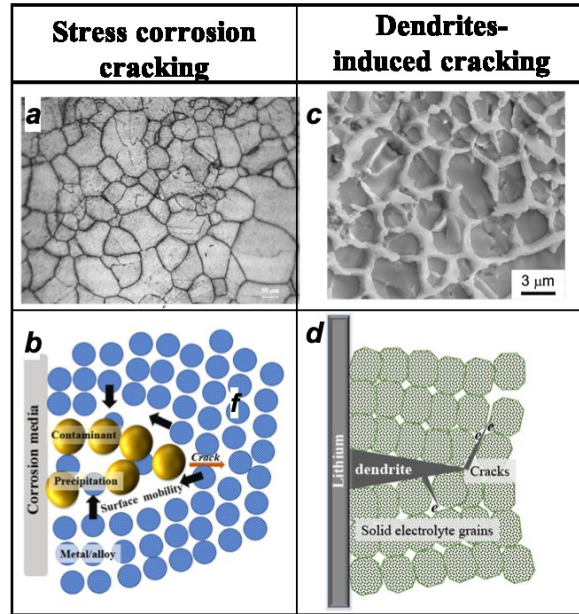 Stress corrosion
cracking
Dendrites-
induced cracking
a
c
3 μm
b
f
Corrosion media
Contaminant
Crack
Precipitation
Surface mobility
Metal/alloy
d
Lithium
e
e
dendrite
Cracks
e
Solid electrolyte grains